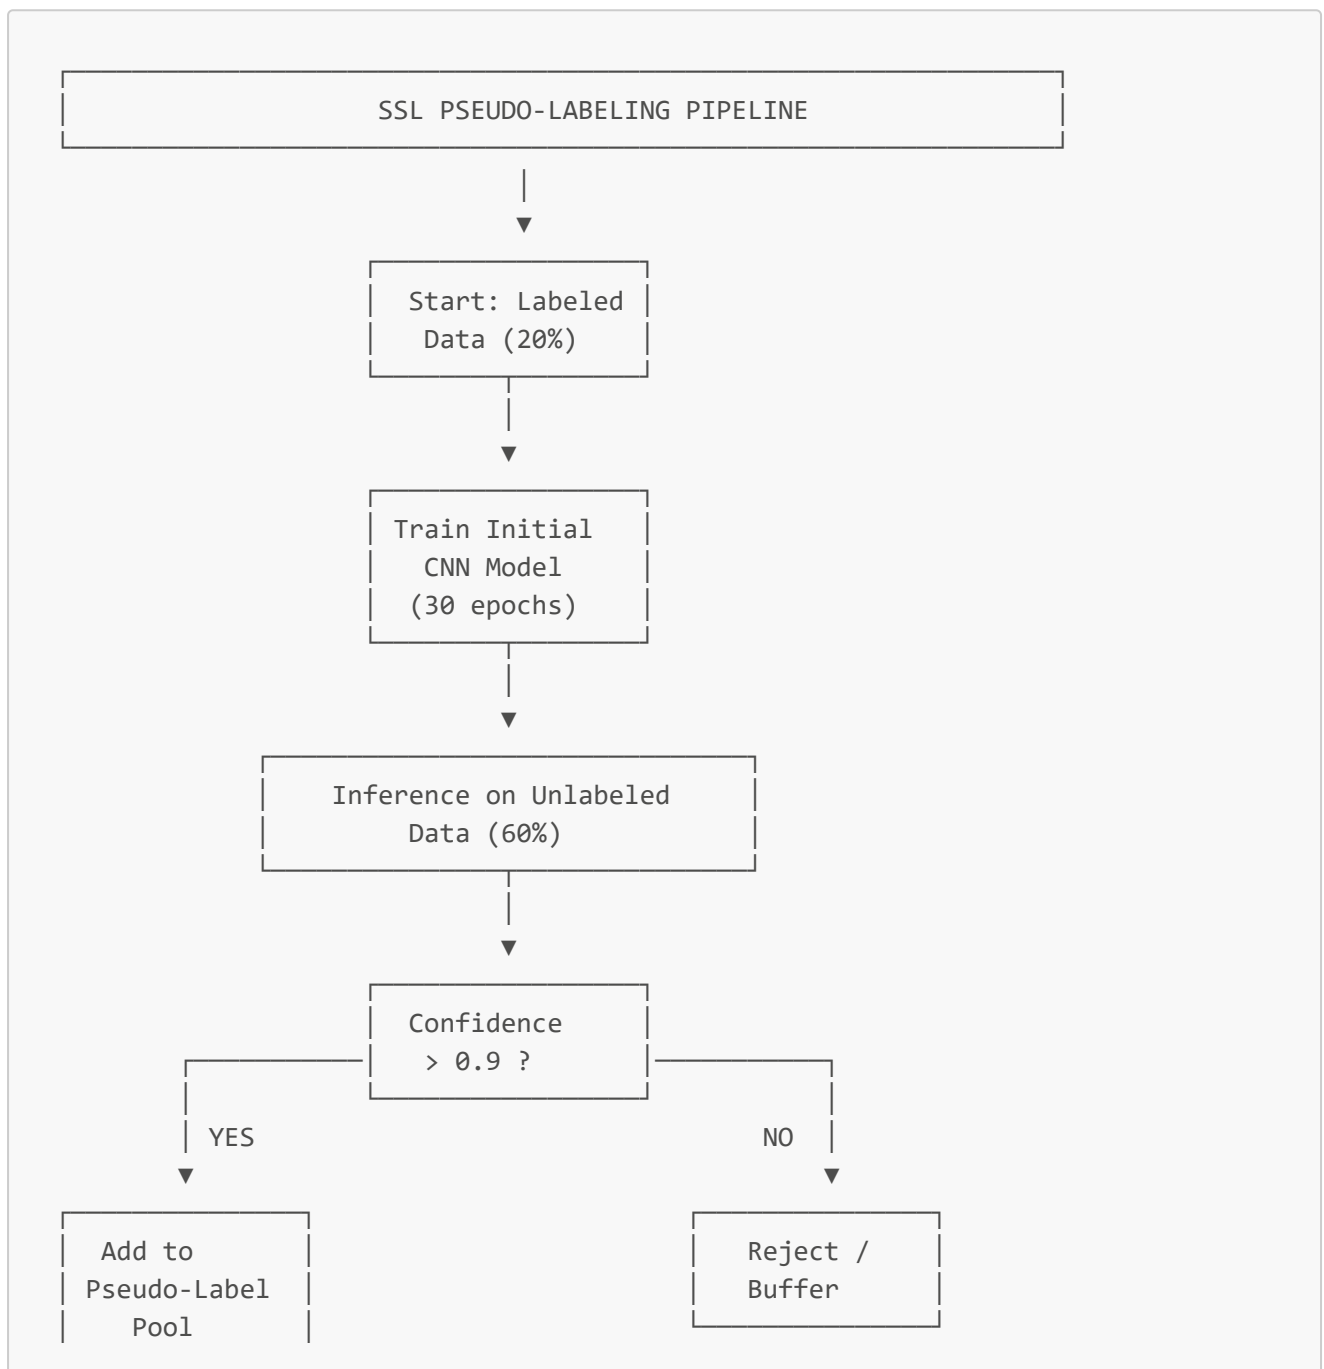 SSL PSEUDO-LABELING PIPELINE
Start: Labeled
Data (20%)
Train Initial
CNN Model
(30 epochs)
Inference on Unlabeled
Data (60%)
Confidence
> 0.9 ?
YES
NO
Add to
Pseudo-Label
Pool
Reject /
Buffer